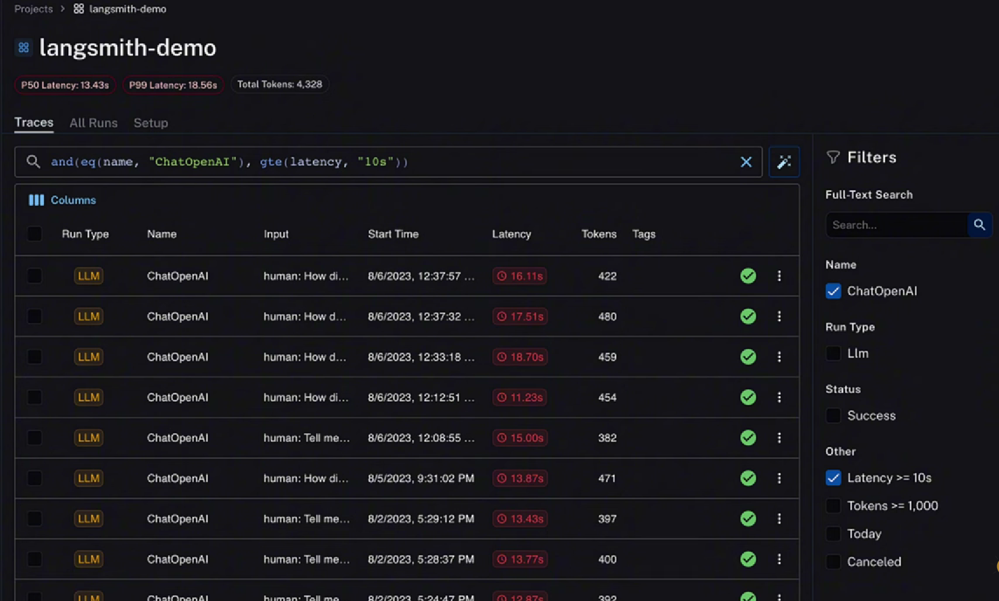 Projects > langsmith-demo
langsmith-demo
P50 Latency: 13.43s P99 Latency: 18.56s Total Tokens: 4,328
Traces All Runs Setup
and(eq(name, "ChatOpenAI"), gte(latency, "10s"))
Columns
Run Type Name Input Start Time Latency Tokens Tags
LLM ChatOpenAI human: How di... 8/6/2023, 12:37:57 ... 16.11s 422
LLM ChatOpenAI human: How d... 8/6/2023, 12:37:32 ... 17.51s 480
LLM ChatOpenAI human: How d... 8/6/2023, 12:33:18 ... 18.70s 459
LLM ChatOpenAI human: How di... 8/6/2023, 12:12:51 ... 11.23s 454
LLM ChatOpenAI human: Tell me... 8/6/2023, 12:08:55 ... 15.00s 382
LLM ChatOpenAI human: How di... 8/5/2023, 9:31:02 PM 13.87s 471
LLM ChatOpenAI human: Tell me... 8/2/2023, 5:29:12 PM 13.43s 397
LLM ChatOpenAI human: Tell me... 8/2/2023, 5:28:37 PM 13.77s 400
LLM ChatOpenAI human: Tell me 8/2/2023, 5:24:47 PM 12.87s 392
Filters
Full-Text Search
Search...
Name
ChatOpenAI
Run Type
Llm
Status
Success
Other
Latency >= 10s
Tokens >= 1,000
Today
Canceled